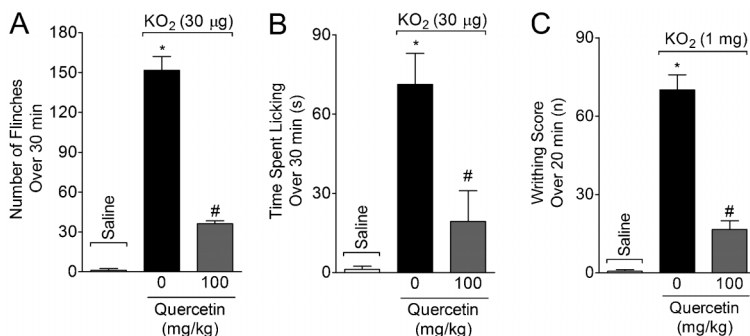 A
KO2 (30 µg)
Number of Flinches
Over 30 min
150
120
90
60
30
0
*
#
Saline
0 100
Quercetin
(mg/kg)
B
KO2 (30 µg)
Time Spent Licking
Over 30 min (s)
90
60
30
0
*
#
Saline
0 100
Quercetin
(mg/kg)
C
KO2 (1 mg)
Writhing Score
Over 20 min (n)
90
60
30
0
*
#
Saline
0 100
Quercetin
(mg/kg)